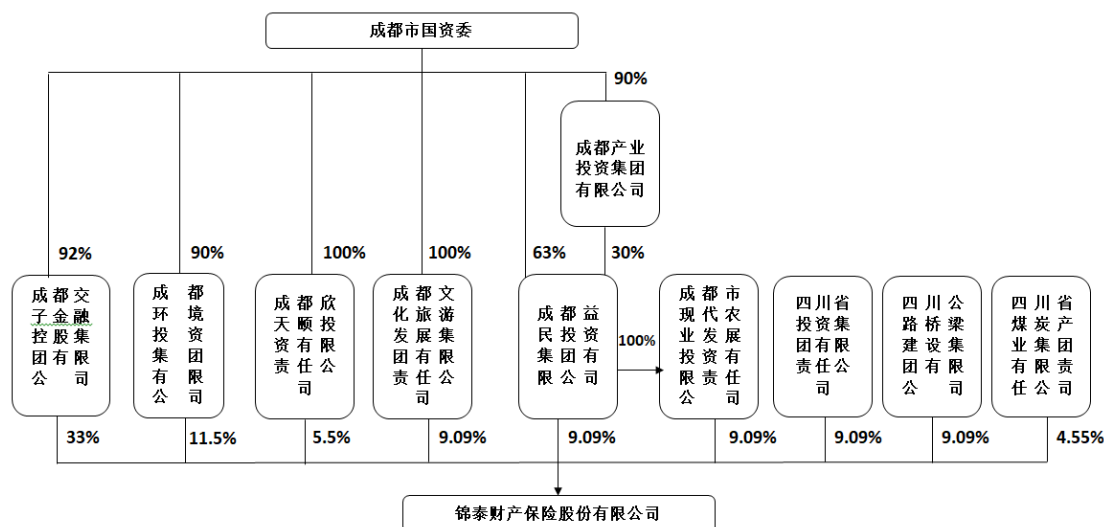 成都市国资委
90%
成都产业
投资集团
有限公司
92%
90%
100%
100%
63%
30%
成都交
子金融
控股集
团有限
公司
成都
环境
投资
集团
有限
公司
成都欣
天颐投
资有限
责任公
司
成都文
化旅游
发展集
团有限
责任公
司
成都益
民投资
集团有
限公司
100%
成都市
现代农
业发展
投资有
限责任
公司
四川省
投资集
团有限
责任公
司
四川公
路桥梁
建设集
团有限
公司
四川省
煤炭产
业集团
有限责
任公司
33%
11.5%
5.5%
9.09%
9.09%
9.09%
9.09%
9.09%
4.55%
锦泰财产保险股份有限公司